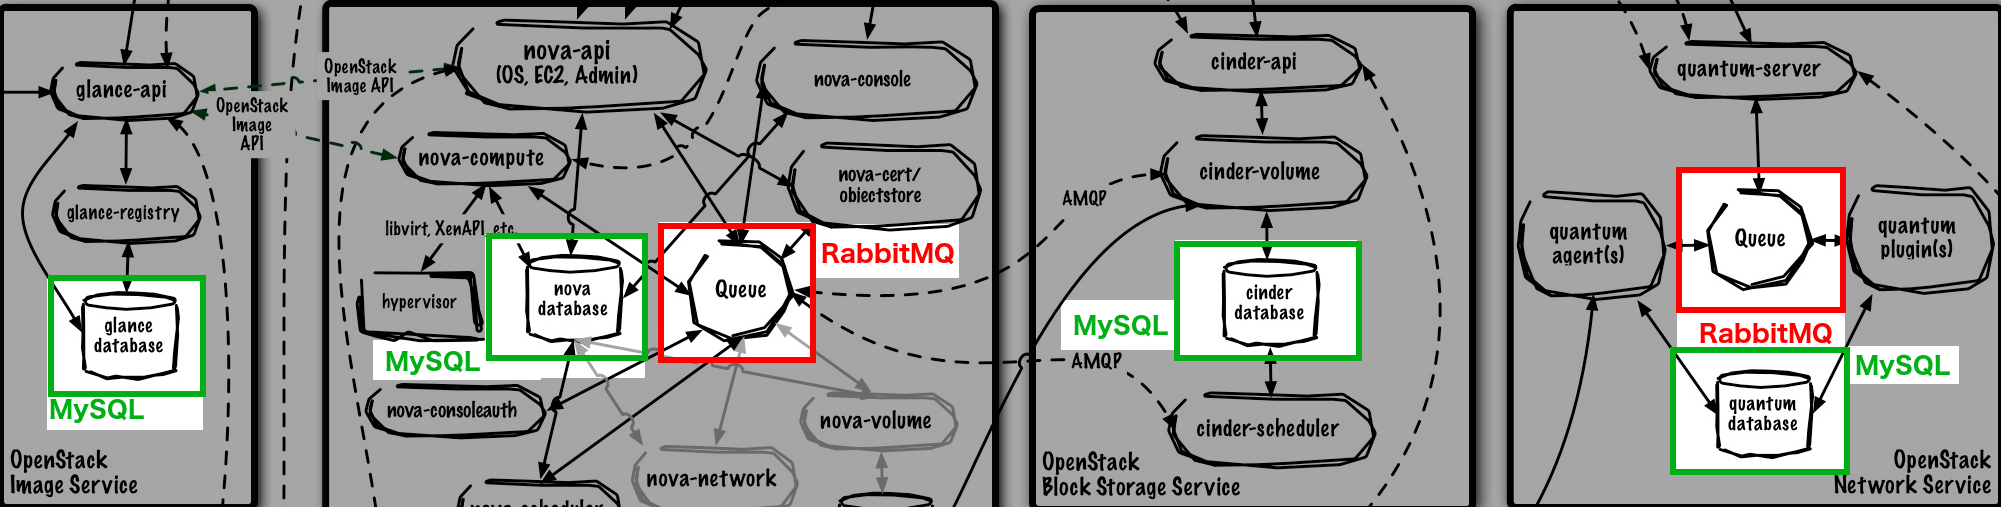 glance-api
glance-registry
glance
database
MySQL
OpenStack
Image Service
OpenStack
Image API
OpenStack
Image
API
nova-api
(OS, EC2, Admin)
nova-console
nova-compute
nova-cert/
objectstore
libvirt, XenAPI, etc.
hypervisor
nova
database
MySQL
Queue
RabbitMQ
nova-consoleauth
nova-volume
nova-network
nova-scheduler
cinder-api
cinder-volume
AMQP
cinder
database
MySQL
AMQP
cinder-scheduler
OpenStack
Block Storage Service
quantum-server
quantum
agent(s)
Queue
quantum
plugin(s)
RabbitMQ
MySQL
quantum
database
OpenStack
Network Service